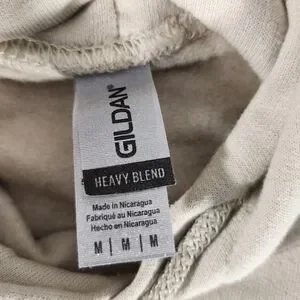 GILDAN®
HEAVY BLEND
Made in Nicaragua
Fabriqué au Nicaragua
Hecho en Nicaragua
M | M | M